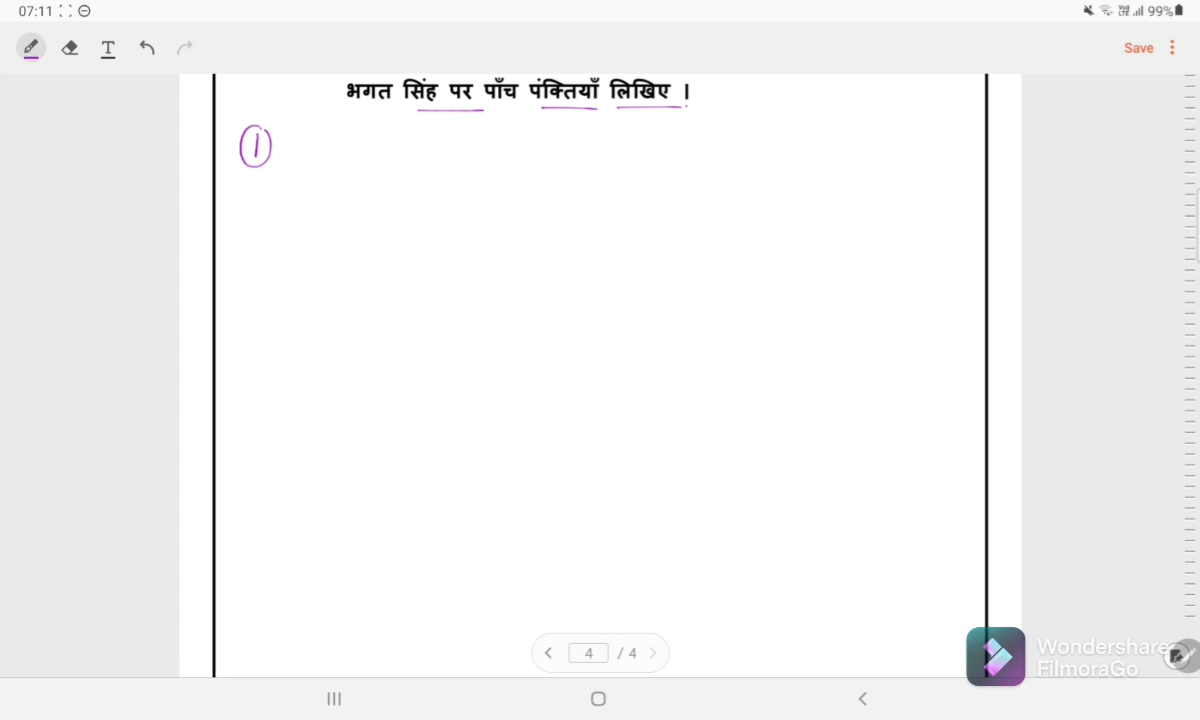 07:11 99%
T Save
भगत सिंह पर पाँच पंक्तियाँ लिखिए ।
1
4 / 4
Wondershare
FilmoraGo